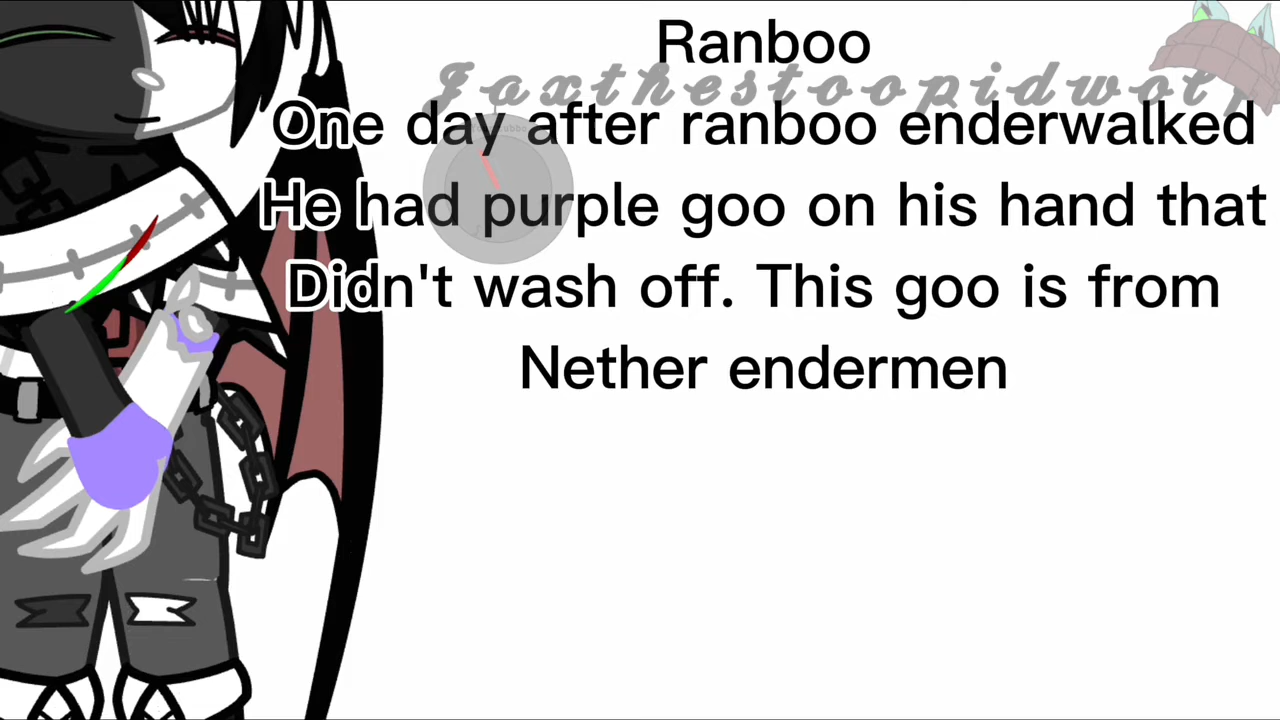 Ranboo
Jaxthestoopidwolf
One day after ranboo enderwalked
He had purple goo on his hand that
Didn't wash off. This goo is from
Nether endermen